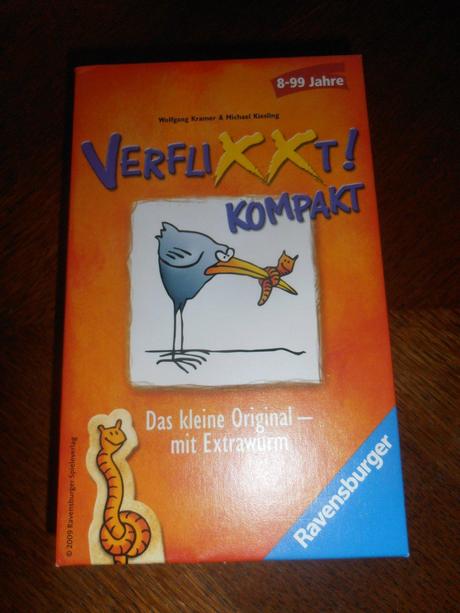 8-99 Jahre
Wolfgang Kramer & Michael Kiesling
VERFLIXXT!
KOMPAKT
Das kleine Original –
mit Extrawurm
Ravensburger
© 2009 Ravensburger Spieleverlag